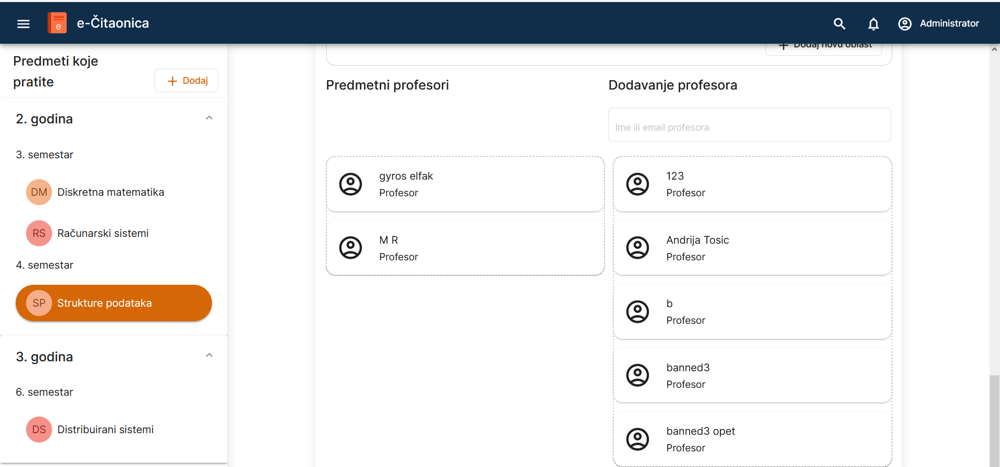 e
e-Čitaonica
Administrator
Predmeti koje
pratite
Dodaj
2. godina
3. semestar
DM
Diskretna matematika
RS
Računarski sistemi
4. semestar
SP
Strukture podataka
3. godina
6. semestar
DS
Distribuirani sistemi
Dodaj novu oblast
Predmetni profesori
gyros elfak
Profesor
M R
Profesor
Dodavanje profesora
Ime ili email profesora
123
Profesor
Andrija Tosic
Profesor
b
Profesor
banned3
Profesor
banned3 opet
Profesor